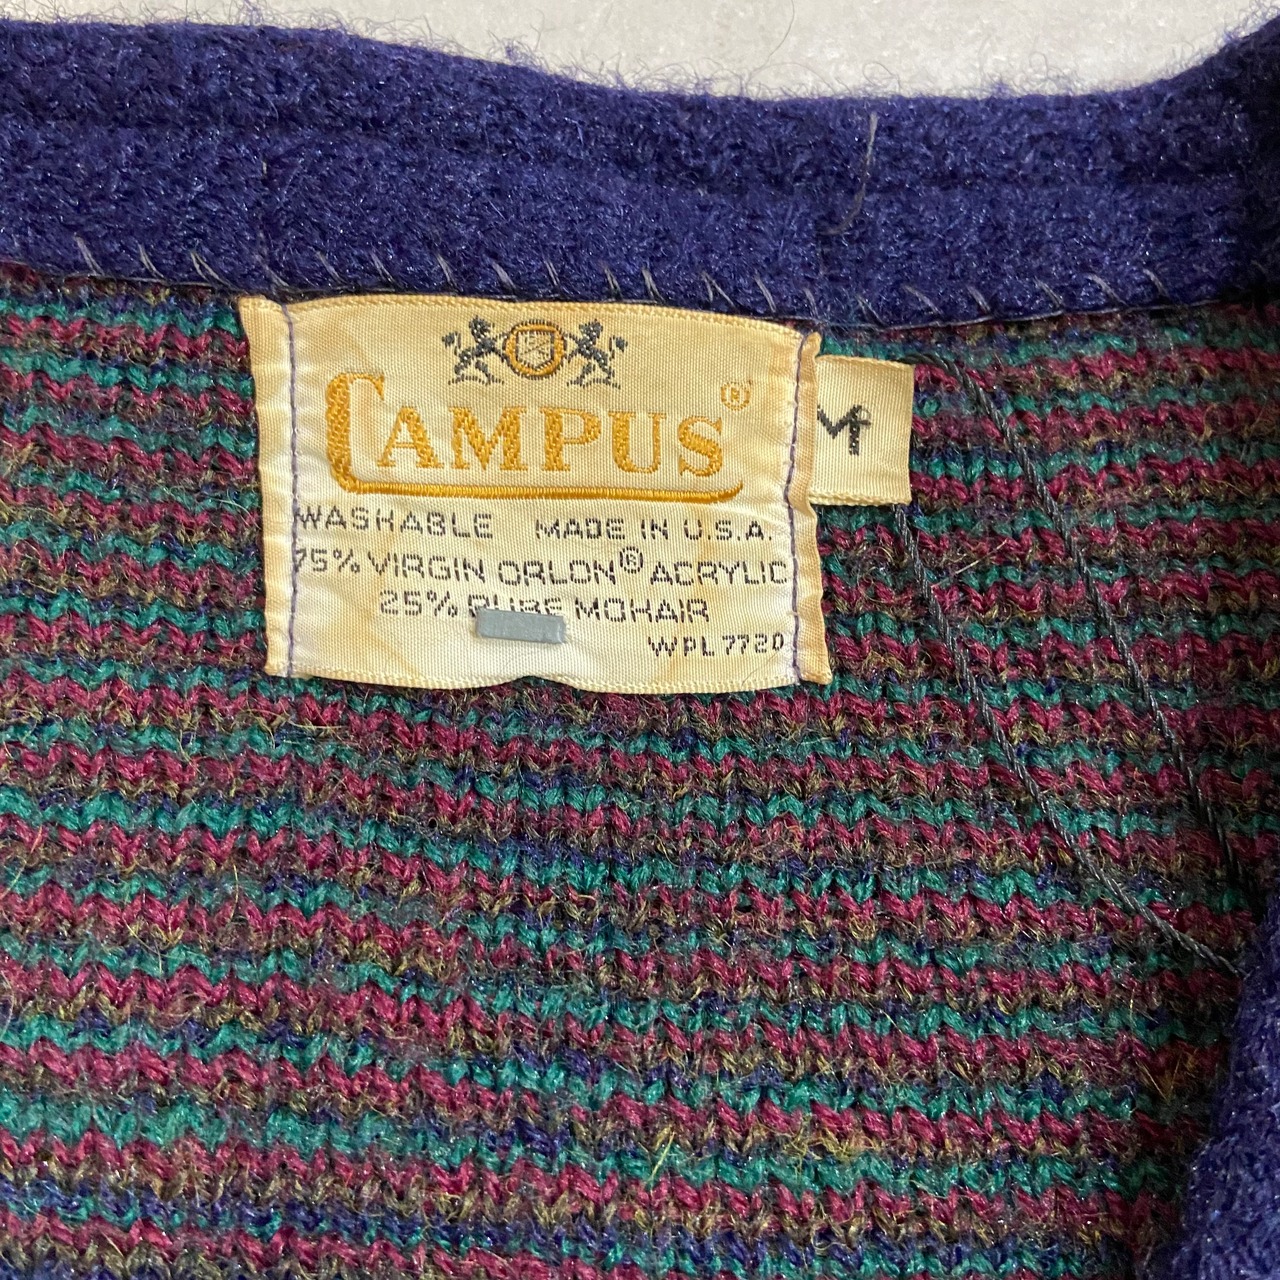 CAMPUS®
M
WASHABLE MADE IN U.S.A.
75% VIRGIN ORLON® ACRYLIC
25% PURE MOHAIR
WPL 7720